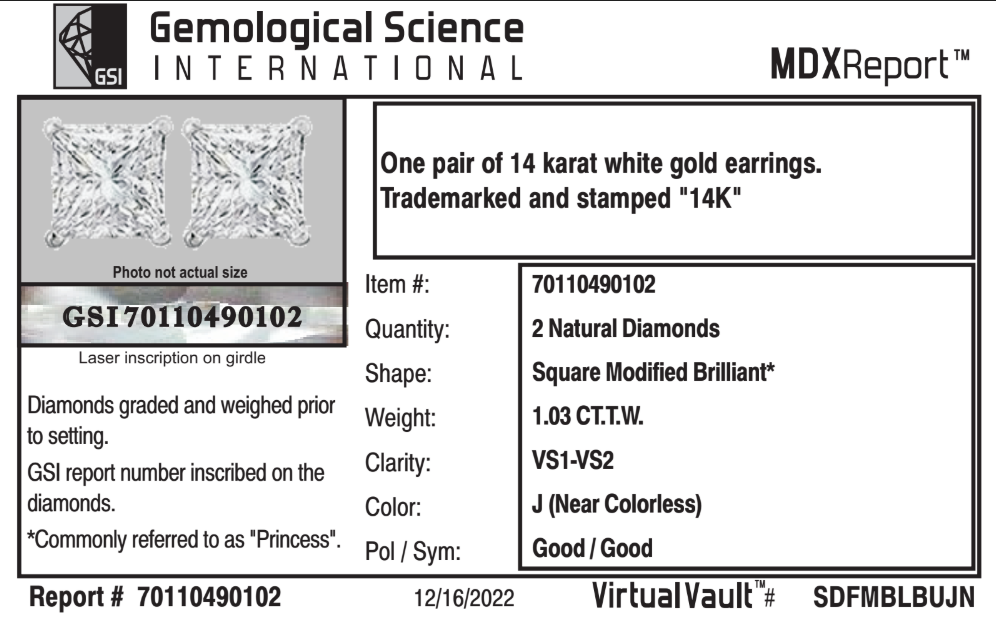 GSI
Gemological Science
INTERNATIONAL
MDXReport™
One pair of 14 karat white gold earrings.
Trademarked and stamped "14K"
Photo not actual size
GSI70110490102
Laser inscription on girdle
Diamonds graded and weighed prior
to setting.
GSI report number inscribed on the
diamonds.
*Commonly referred to as "Princess".
Item #: 70110490102
Quantity: 2 Natural Diamonds
Shape: Square Modified Brilliant*
Weight: 1.03 CT.T.W.
Clarity: VS1-VS2
Color: J (Near Colorless)
Pol / Sym: Good / Good
Report # 70110490102 12/16/2022 VirtualVault™# SDFMBLBUJN